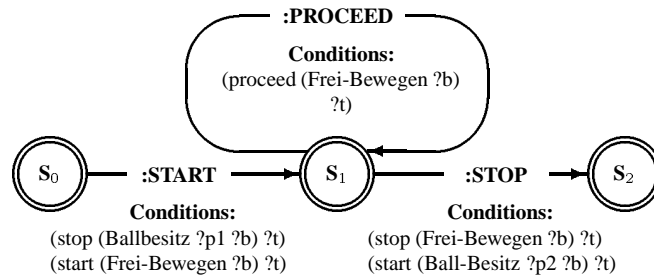 :PROCEED
Conditions:
(proceed (Frei-Bewegen ?b)
?t)
S0
:START
S1
:STOP
S2
Conditions:
(stop (Ballbesitz ?p1 ?b) ?t)
(start (Frei-Bewegen ?b) ?t)
Conditions:
(stop (Frei-Bewegen ?b) ?t)
(start (Ball-Besitz ?p2 ?b) ?t)